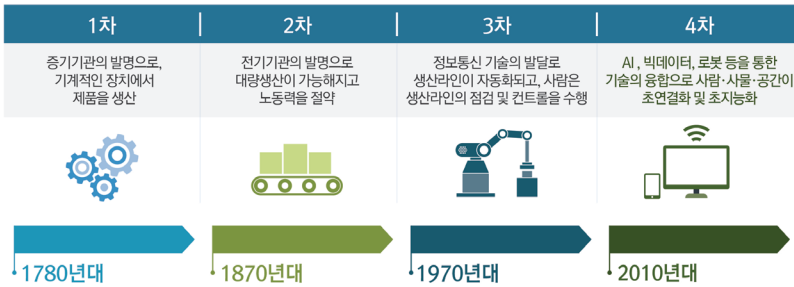 1차
2차
3차
4차
증기기관의 발명으로,
기계적인 장치에서
제품을 생산
전기기관의 발명으로
대량생산이 가능해지고
노동력을 절약
정보통신 기술의 발달로
생산라인이 자동화되고, 사람은
생산라인의 점검 및 컨트롤을 수행
AI , 빅데이터, 로봇 등을 통한
기술의 융합으로 사람·사물·공간이
초연결화 및 초지능화
1780년대
1870년대
1970년대
2010년대